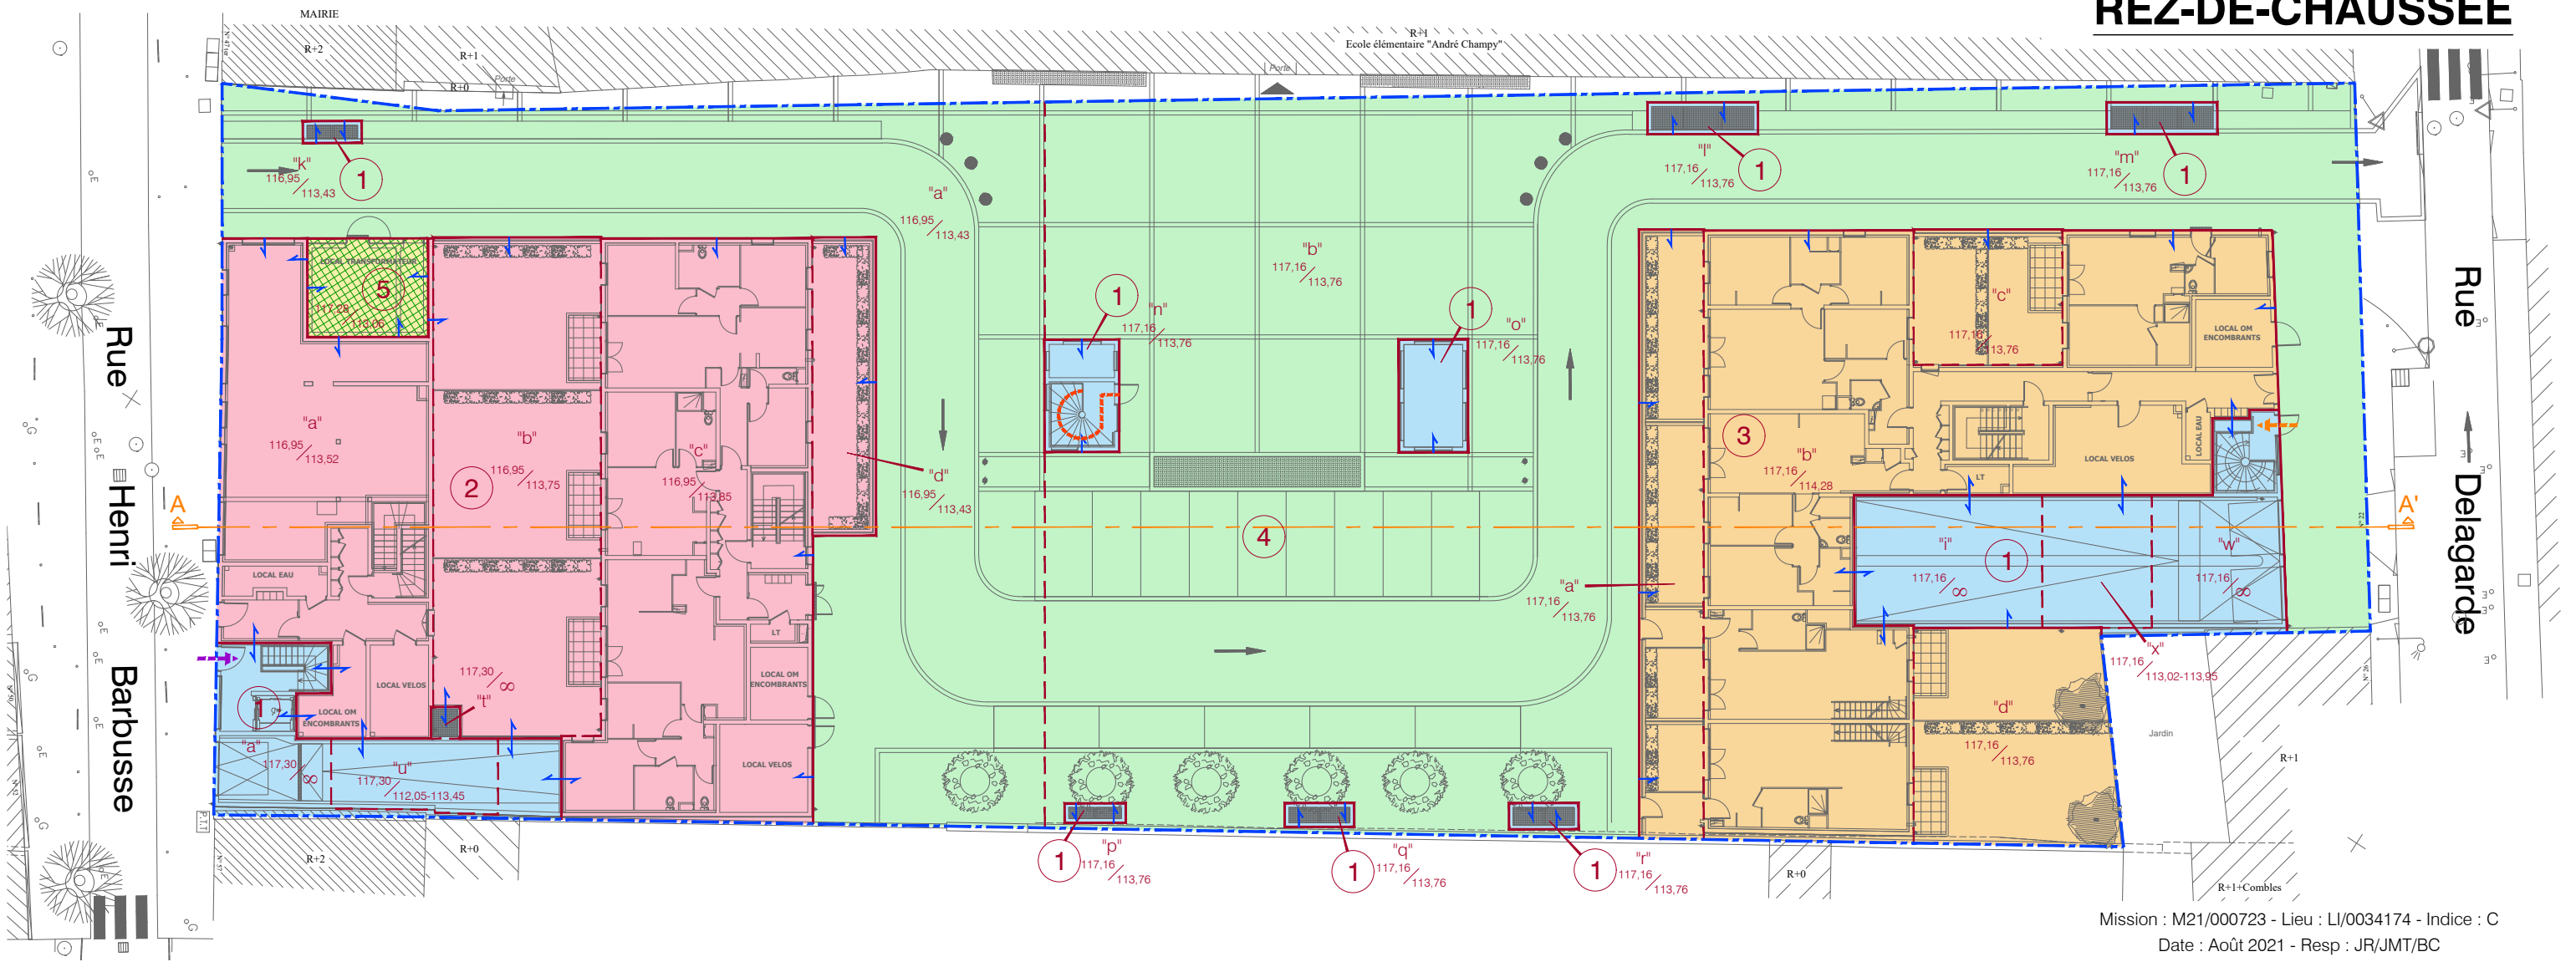 REZ-DE-CHAUSSEE
MAIRIE
R+2
R+1
R+0
Porte
R+1
Ecole élémentaire "André Champy"
Porte
"k"
116,95
113,43
1
"a"
116,95
113,43
"b"
117,16
113,76
"l"
117,16
113,76
1
"m"
117,16
113,76
1
LOCAL TRANSFORMATEUR
5
117,28
"a"
116,95
113,52
"b"
2
116,95
113,75
"c"
116,95
113,85
"d"
116,95
113,43
1
"n"
117,16
113,76
1
"o"
117,16
113,76
"c"
117,16
113,76
LOCAL OM
ENCOMBRANTS
3
"b"
117,16
114,28
LOCAL VELOS
LOCAL EAU
LT
A
A'
4
"a"
117,16
113,76
"i"
117,16
∞
1
"w"
117,16
∞
"x"
117,16
113,02-113,95
"d"
117,16
113,76
Jardin
R+1
LOCAL EAU
LOCAL VELOS
LOCAL OM
ENCOMBRANTS
1
"a"
117,30
∞
"u"
117,30
112,05-113,45
117,30
∞
"t"
LT
LOCAL OM
ENCOMBRANTS
LOCAL VELOS
1
"p"
117,16
113,76
1
"q"
117,16
113,76
1
"r"
117,16
113,76
R+2
R+0
R+0
R+1+Combles
P.T.T
N° 22
N° 26
Rue Henri Barbusse
Rue Delagarde
Mission : M21/000723 - Lieu : LI/0034174 - Indice : C
Date : Août 2021 - Resp : JR/JMT/BC